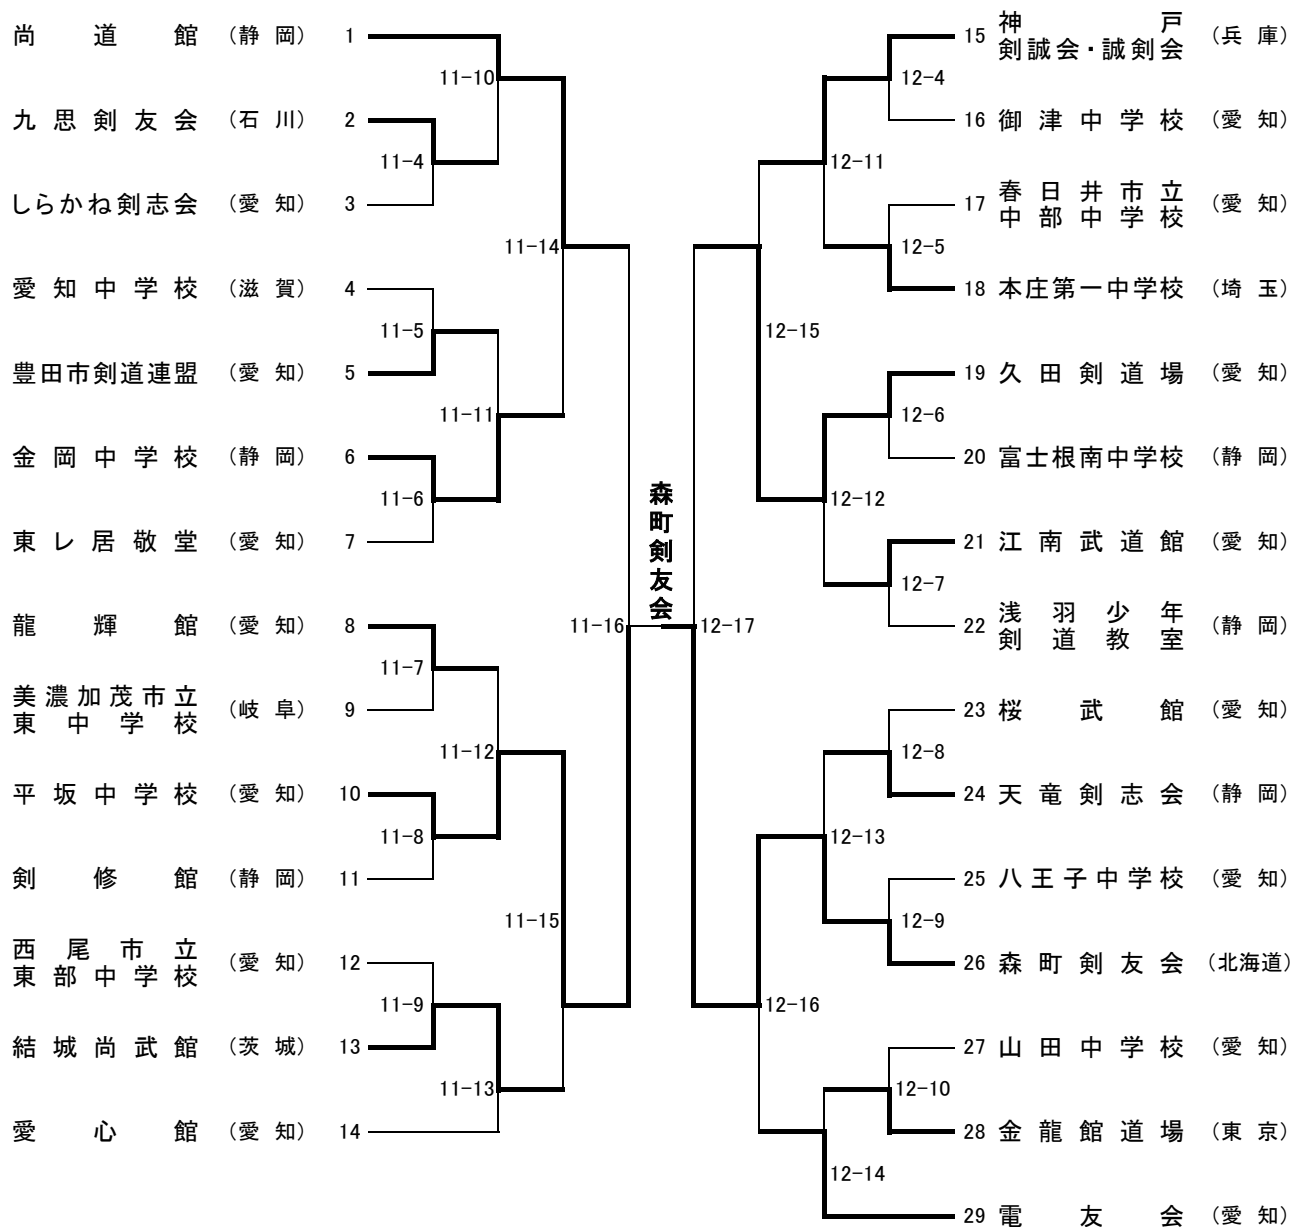 尚道館 (静岡) 1
11-10
九思剣友会 (石川) 2
11-4
しらかね剣志会 (愛知) 3
11-14
愛知中学校 (滋賀) 4
11-5
豊田市剣道連盟 (愛知) 5
11-11
金岡中学校 (静岡) 6
11-6
東レ居敬堂 (愛知) 7
11-16
龍輝館 (愛知) 8
11-7
美濃加茂市立
東中学校 (岐阜) 9
11-12
平坂中学校 (愛知) 10
11-8
剣修館 (静岡) 11
11-15
西尾市立
東部中学校 (愛知) 12
11-9
結城尚武館 (茨城) 13
11-13
愛心館 (愛知) 14
森町剣友会
15 神戸
剣誠会・誠剣会 (兵庫)
12-4
16 御津中学校 (愛知)
12-11
17 春日井市立
中部中学校 (愛知)
12-5
18 本庄第一中学校 (埼玉)
12-15
19 久田剣道場 (愛知)
12-6
20 富士根南中学校 (静岡)
12-12
21 江南武道館 (愛知)
12-7
22 浅羽少年
剣道教室 (静岡)
12-17
23 桜武館 (愛知)
12-8
24 天竜剣志会 (静岡)
12-13
25 八王子中学校 (愛知)
12-9
26 森町剣友会 (北海道)
12-16
27 山田中学校 (愛知)
12-10
28 金龍館道場 (東京)
12-14
29 電友会 (愛知)